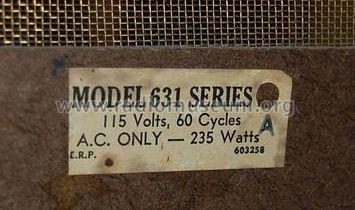 MODEL 631 SERIES
www.radiomuseum.org
115 Volts, 60 Cycles
A
A.C. ONLY — 235 Watts
E.R.P.
603258